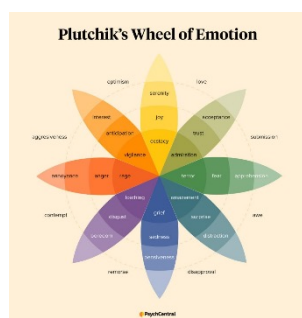 Plutchik's Wheel of Emotion
optimism
love
serenity
interest
acceptance
joy
anticipation
trust
aggressiveness
submission
ecstasy
vigilance
admiration
annoyance
anger
rage
terror
fear
apprehension
loathing
amazement
disgust
grief
surprise
contempt
awe
boredom
sadness
distraction
pensiveness
remorse
disapproval
PsychCentral